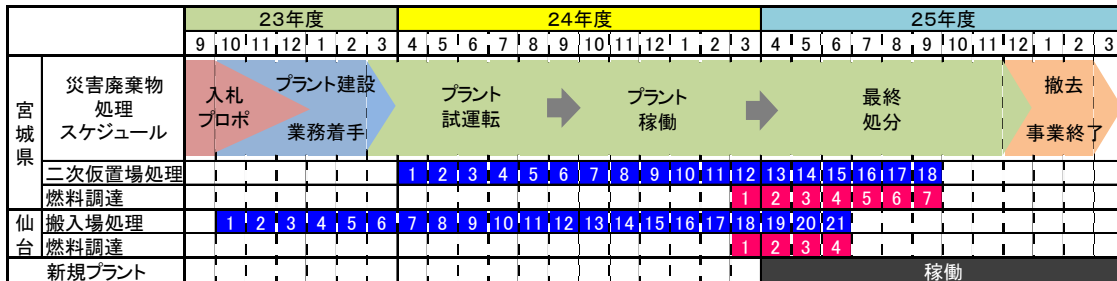 23年度 24年度 25年度
9 10 11 12 1 2 3 4 5 6 7 8 9 10 11 12 1 2 3 4 5 6 7 8 9 10 11 12 1 2 3
宮城県
災害廃棄物
処理
スケジュール
入札
プロポ
プラント建設
業務着手
プラント
試運転
プラント
稼働
最終
処分
撤去
事業終了
二次仮置場処理 1 2 3 4 5 6 7 8 9 10 11 12 13 14 15 16 17 18
燃料調達 1 2 3 4 5 6 7
仙台
搬入場処理 1 2 3 4 5 6 7 8 9 10 11 12 13 14 15 16 17 18 19 20 21
燃料調達 1 2 3 4
新規プラント 稼働